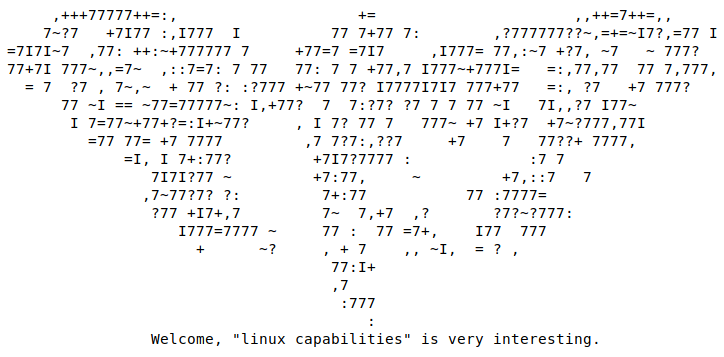 ,+++77777++=:,                    +=                      ,,++=7++=,,
    7~?7   +7I77 :,I777  I          77 7+77 7:        ,?777777??~,=+=~I7?,=77 I
=7I7I~7  ,77: ++:~+777777 7     +77=7 =7I7     ,I777= 77,:~7 +?7, ~7   ~ 777?
77+7I 777~,,=7~  ,::7=7: 7 77   77: 7 7 +77,7 I777~+777I=   =:,77,77  77 7,777,
  = 7  ?7 , 7~,~  + 77 ?: :?777 +~77 77? I7777I7I7 777+77   =:, ?7   +7 777?
      77 ~I == ~77=77777~: I,+77?  7  7:?7? ?7 7 7 77 ~I   7I,,?7 I77~
       I 7=77~+77+?=:I+~77?     , I 7? 77 7   777~ +7 I+?7  +7~?777,77I
         =77 77= +7 7777         ,7 7?7:,??7     +7    7   77??+ 7777,
             =I, I 7+:77?         +7I7?7777 :             :7 7
                7I7I?77 ~         +7:77,     ~         +7,::7   7
               ,7~77?7? ?:         7+:77           77 :7777=
                ?77 +I7+,7         7~  7,+7  ,?       ?7?~?777:
                   I777=7777 ~     77 :  77 =7+,    I77  777
                     +      ~?     , + 7    ,, ~I,  = ? ,
                                    77:I+
                                    ,7
                                     :777
                                        :
                Welcome, "linux capabilities" is very interesting.